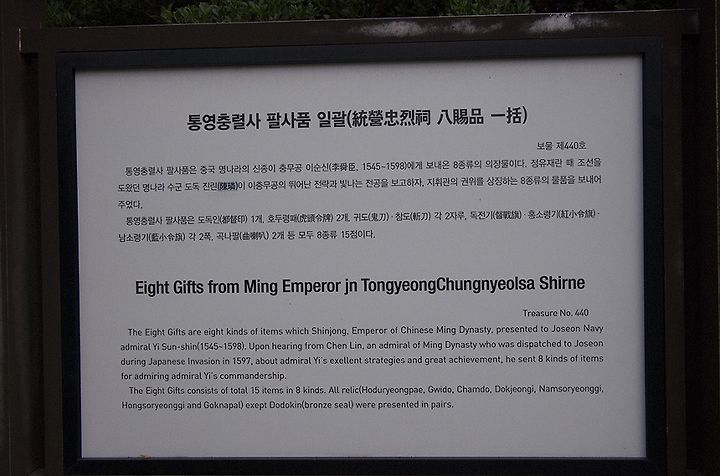 통영충렬사 팔사품 일괄(統營忠烈祠 八賜品 一括)
보물 제440호
통영충렬사 팔사품은 중국 명나라의 신종이 충무공 이순신(李舜臣, 1545~1598)에게 보내온 8종류의 의장물이다. 정유재란 때 조선을
도왔던 명나라 수군 도독 진린(陳璘)이 이충무공의 뛰어난 전략과 빛나는 전공을 보고하자, 지휘관의 권위를 상징하는 8종류의 물품을 보내어
주었다.
통영충렬사 팔사품은 도독인(都督印) 1개, 호두령패(虎頭令牌) 2개, 귀도(鬼刀)·참도(斬刀) 각 2자루, 독전기(督戰旗)·홍소령기(紅小令旗)·
남소령기(藍小令旗) 각 2폭, 곡나팔(曲喇叭) 2개 등 모두 8종류 15점이다.
Eight Gifts from Ming Emperor jn TongyeongChungnyeolsa Shirne
Treasure No. 440
The Eight Gifts are eight kinds of items which Shinjong, Emperor of Chinese Ming Dynasty, presented to Joseon Navy
admiral Yi Sun-shin(1545~1598). Upon hearing from Chen Lin, an admiral of Ming Dynasty who was dispatched to Joseon
during Japanese Invasion in 1597, about admiral Yi's exellent strategies and great achievement, he sent 8 kinds of items
for admiring admiral Yi's commandership.
The Eight Gifts consists of total 15 items in 8 kinds. All relic(Hoduryeongpae, Gwido, Chamdo, Dokjeongi, Namsoryeonggi,
Hongsoryeonggi and Goknapal) exept Dodokin(bronze seal) were presented in pairs.